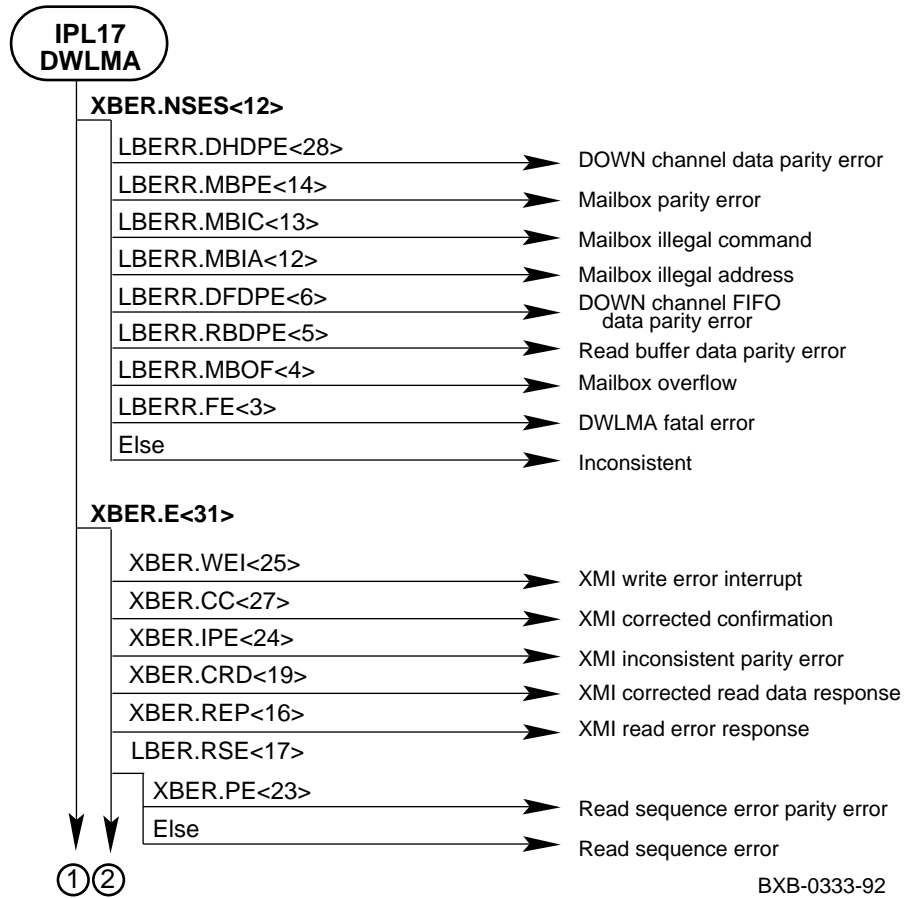 IPL17
DWLMA
XBER.NSES<12>
LBERR.DHDPE<28>
DOWN channel data parity error
LBERR.MBPE<14>
Mailbox parity error
LBERR.MBIC<13>
Mailbox illegal command
LBERR.MBIA<12>
Mailbox illegal address
LBERR.DFDPE<6>
DOWN channel FIFO
data parity error
LBERR.RBDPE<5>
Read buffer data parity error
LBERR.MBOF<4>
Mailbox overflow
LBERR.FE<3>
DWLMA fatal error
Else
Inconsistent
XBER.E<31>
XBER.WEI<25>
XMI write error interrupt
XBER.CC<27>
XMI corrected confirmation
XBER.IPE<24>
XMI inconsistent parity error
XBER.CRD<19>
XMI corrected read data response
XBER.REP<16>
XMI read error response
LBER.RSE<17>
XBER.PE<23>
Read sequence error parity error
Else
Read sequence error
1 2
BXB-0333-92